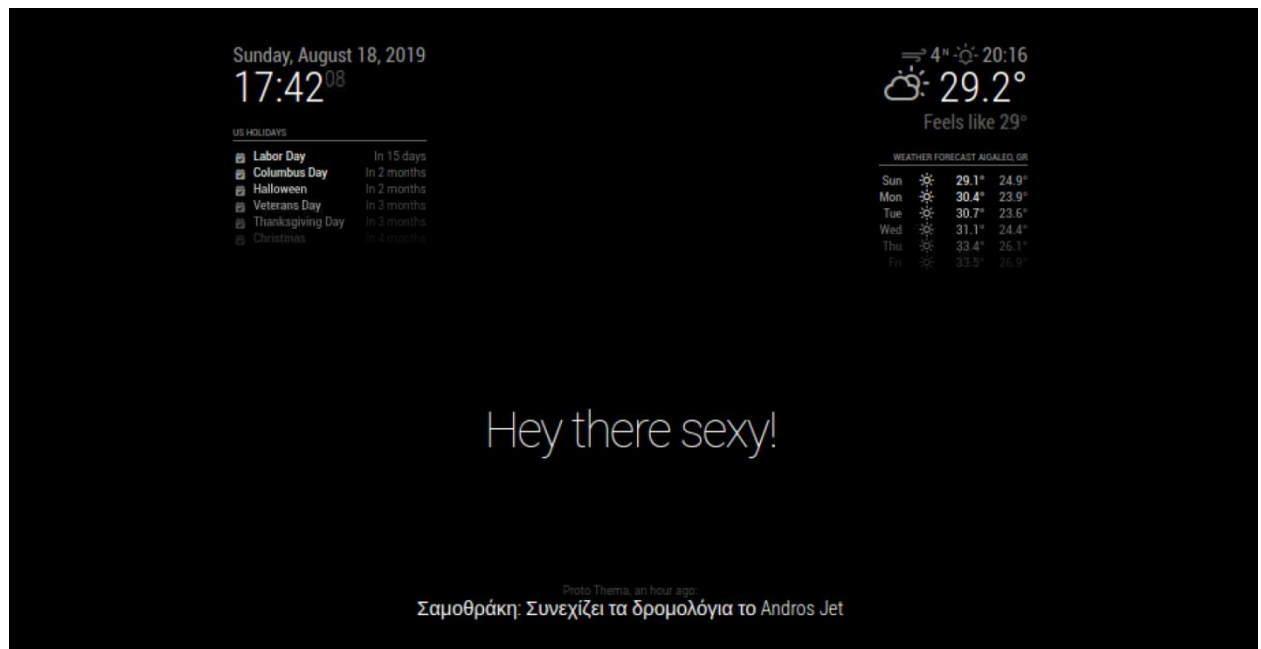 Sunday, August 18, 2019
17:42 08
US HOLIDAYS
Labor Day In 15 days
Columbus Day In 2 months
Halloween In 2 months
Veterans Day In 3 months
Thanksgiving Day In 3 months
Christmas In 4 months
4 N 20:16
29.2°
Feels like 29°
WEATHER FORECAST AIGALEO, GR
Sun 29.1° 24.9°
Mon 30.4° 23.9°
Tue 30.7° 23.6°
Wed 31.1° 24.4°
Thu 33.4° 26.1°
Fri 33.5° 26.9°
Hey there sexy!
Proto Thema, an hour ago:
Σαμοθράκη: Συνεχίζει τα δρομολόγια το Andros Jet